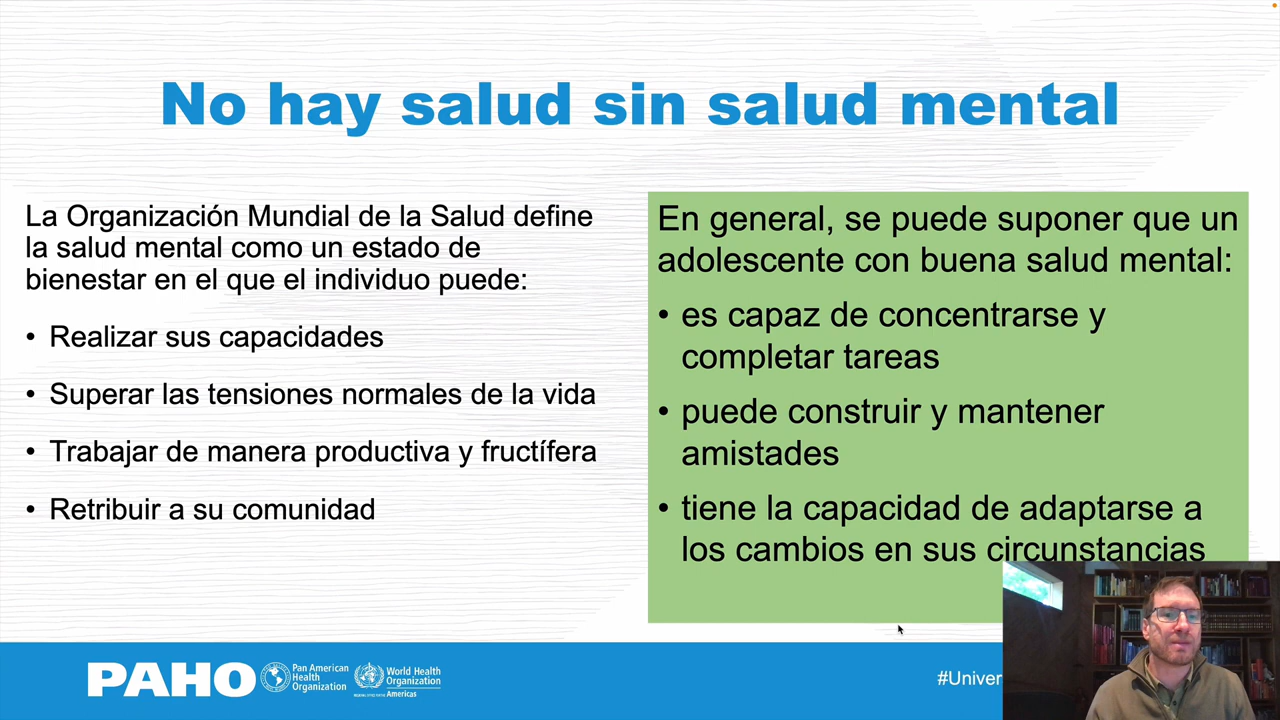 No hay salud sin salud mental
La Organización Mundial de la Salud define
la salud mental como un estado de
bienestar en el que el individuo puede:
• Realizar sus capacidades
• Superar las tensiones normales de la vida
• Trabajar de manera productiva y fructífera
• Retribuir a su comunidad
En general, se puede suponer que un
adolescente con buena salud mental:
• es capaz de concentrarse y
completar tareas
• puede construir y mantener
amistades
• tiene la capacidad de adaptarse a
los cambios en sus circunstancias
PAHO
Pan American
Health
Organization
World Health
Organization
Americas
#Univer